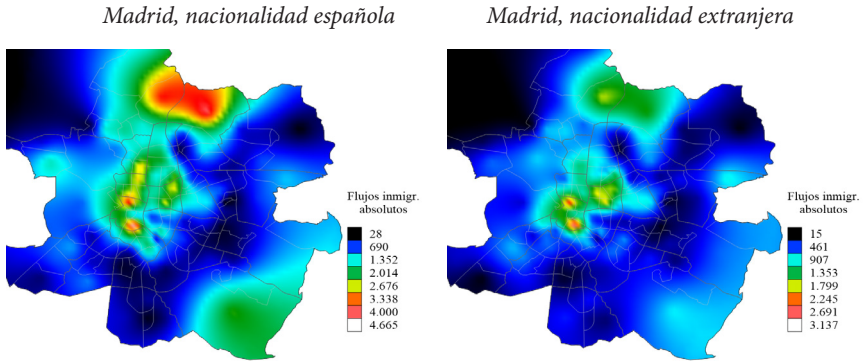 Madrid, nacionalidad española
Madrid, nacionalidad extranjera
Flujos inmigr.
absolutos
28
690
1.352
2.014
2.676
3.338
4.000
4.665
Flujos inmigr.
absolutos
15
461
907
1.353
1.799
2.245
2.691
3.137